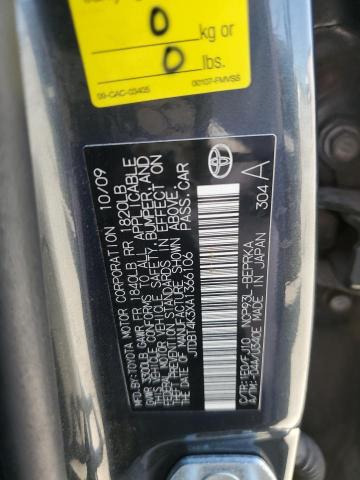 0
kg or
0
lbs.
99-CAC-03405
00107-FMVSS
MFD.BY:TOYOTA MOTOR CORPORATION 10/09
GVWR 3300LB GAWR FR 1840LB RR 1820LB
THIS VEHICLE CONFORMS TO ALL APPLICABLE
FEDERAL MOTOR VEHICLE SAFETY, BUMPER, AND
THEFT PREVENTION STANDARDS IN EFFECT ON
THE DATE OF MANUFACTURE SHOWN ABOVE.
JTDBT4K3XA1366106 PASS.CAR
304 A
C/TR:1E0/FJ10 NCP93L-BEPRKA
MADE IN JAPAN